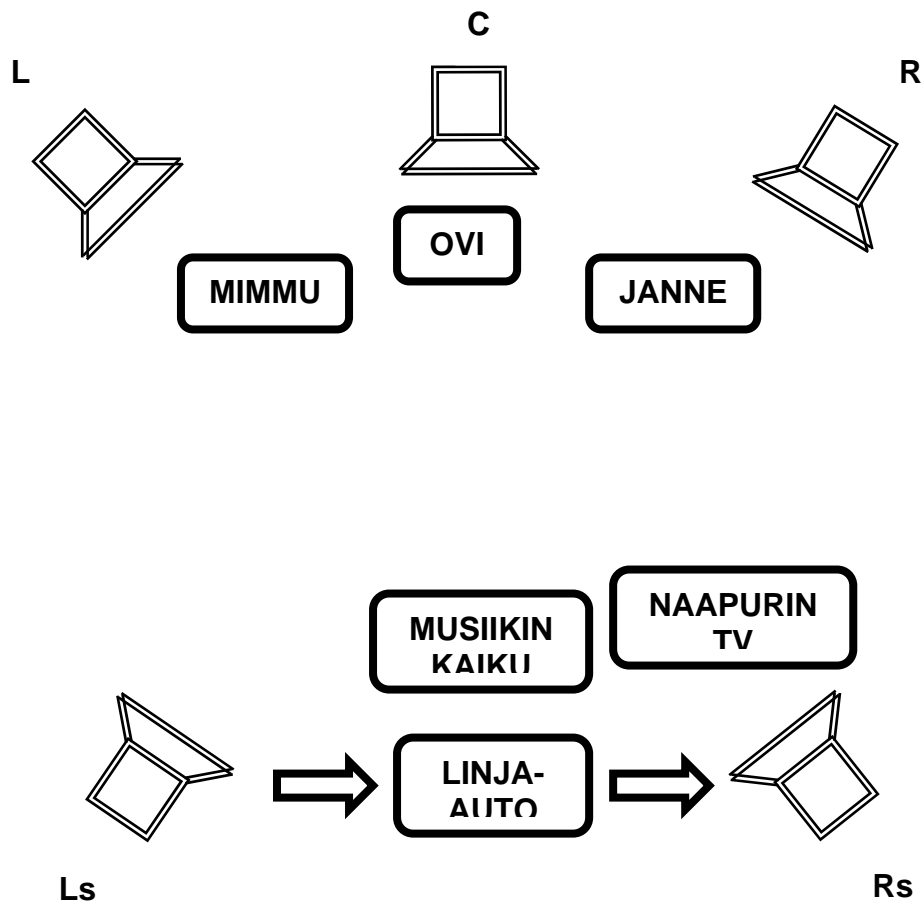 C
L
R
OVI
MIMMU
JANNE
NAAPURIN
TV
MUSIIKIN
KAIKU
LINJA-
AUTO
Ls
Rs